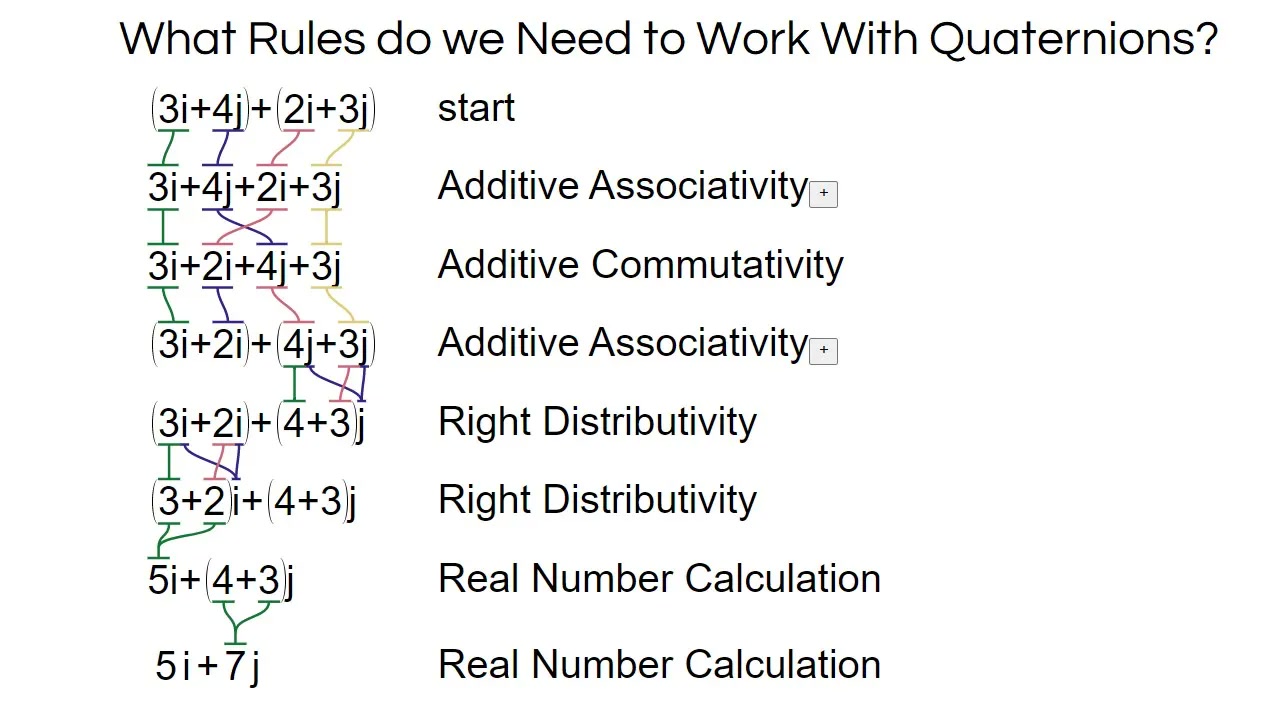 What Rules do we Need to Work With Quaternions?
(3i+4j)+(2i+3j) start
3i+4j+2i+3j Additive Associativity +
3i+2i+4j+3j Additive Commutativity
(3i+2i)+(4j+3j) Additive Associativity +
(3i+2i)+(4+3)j Right Distributivity
(3+2)i+(4+3)j Right Distributivity
5i+(4+3)j Real Number Calculation
5i+7j Real Number Calculation